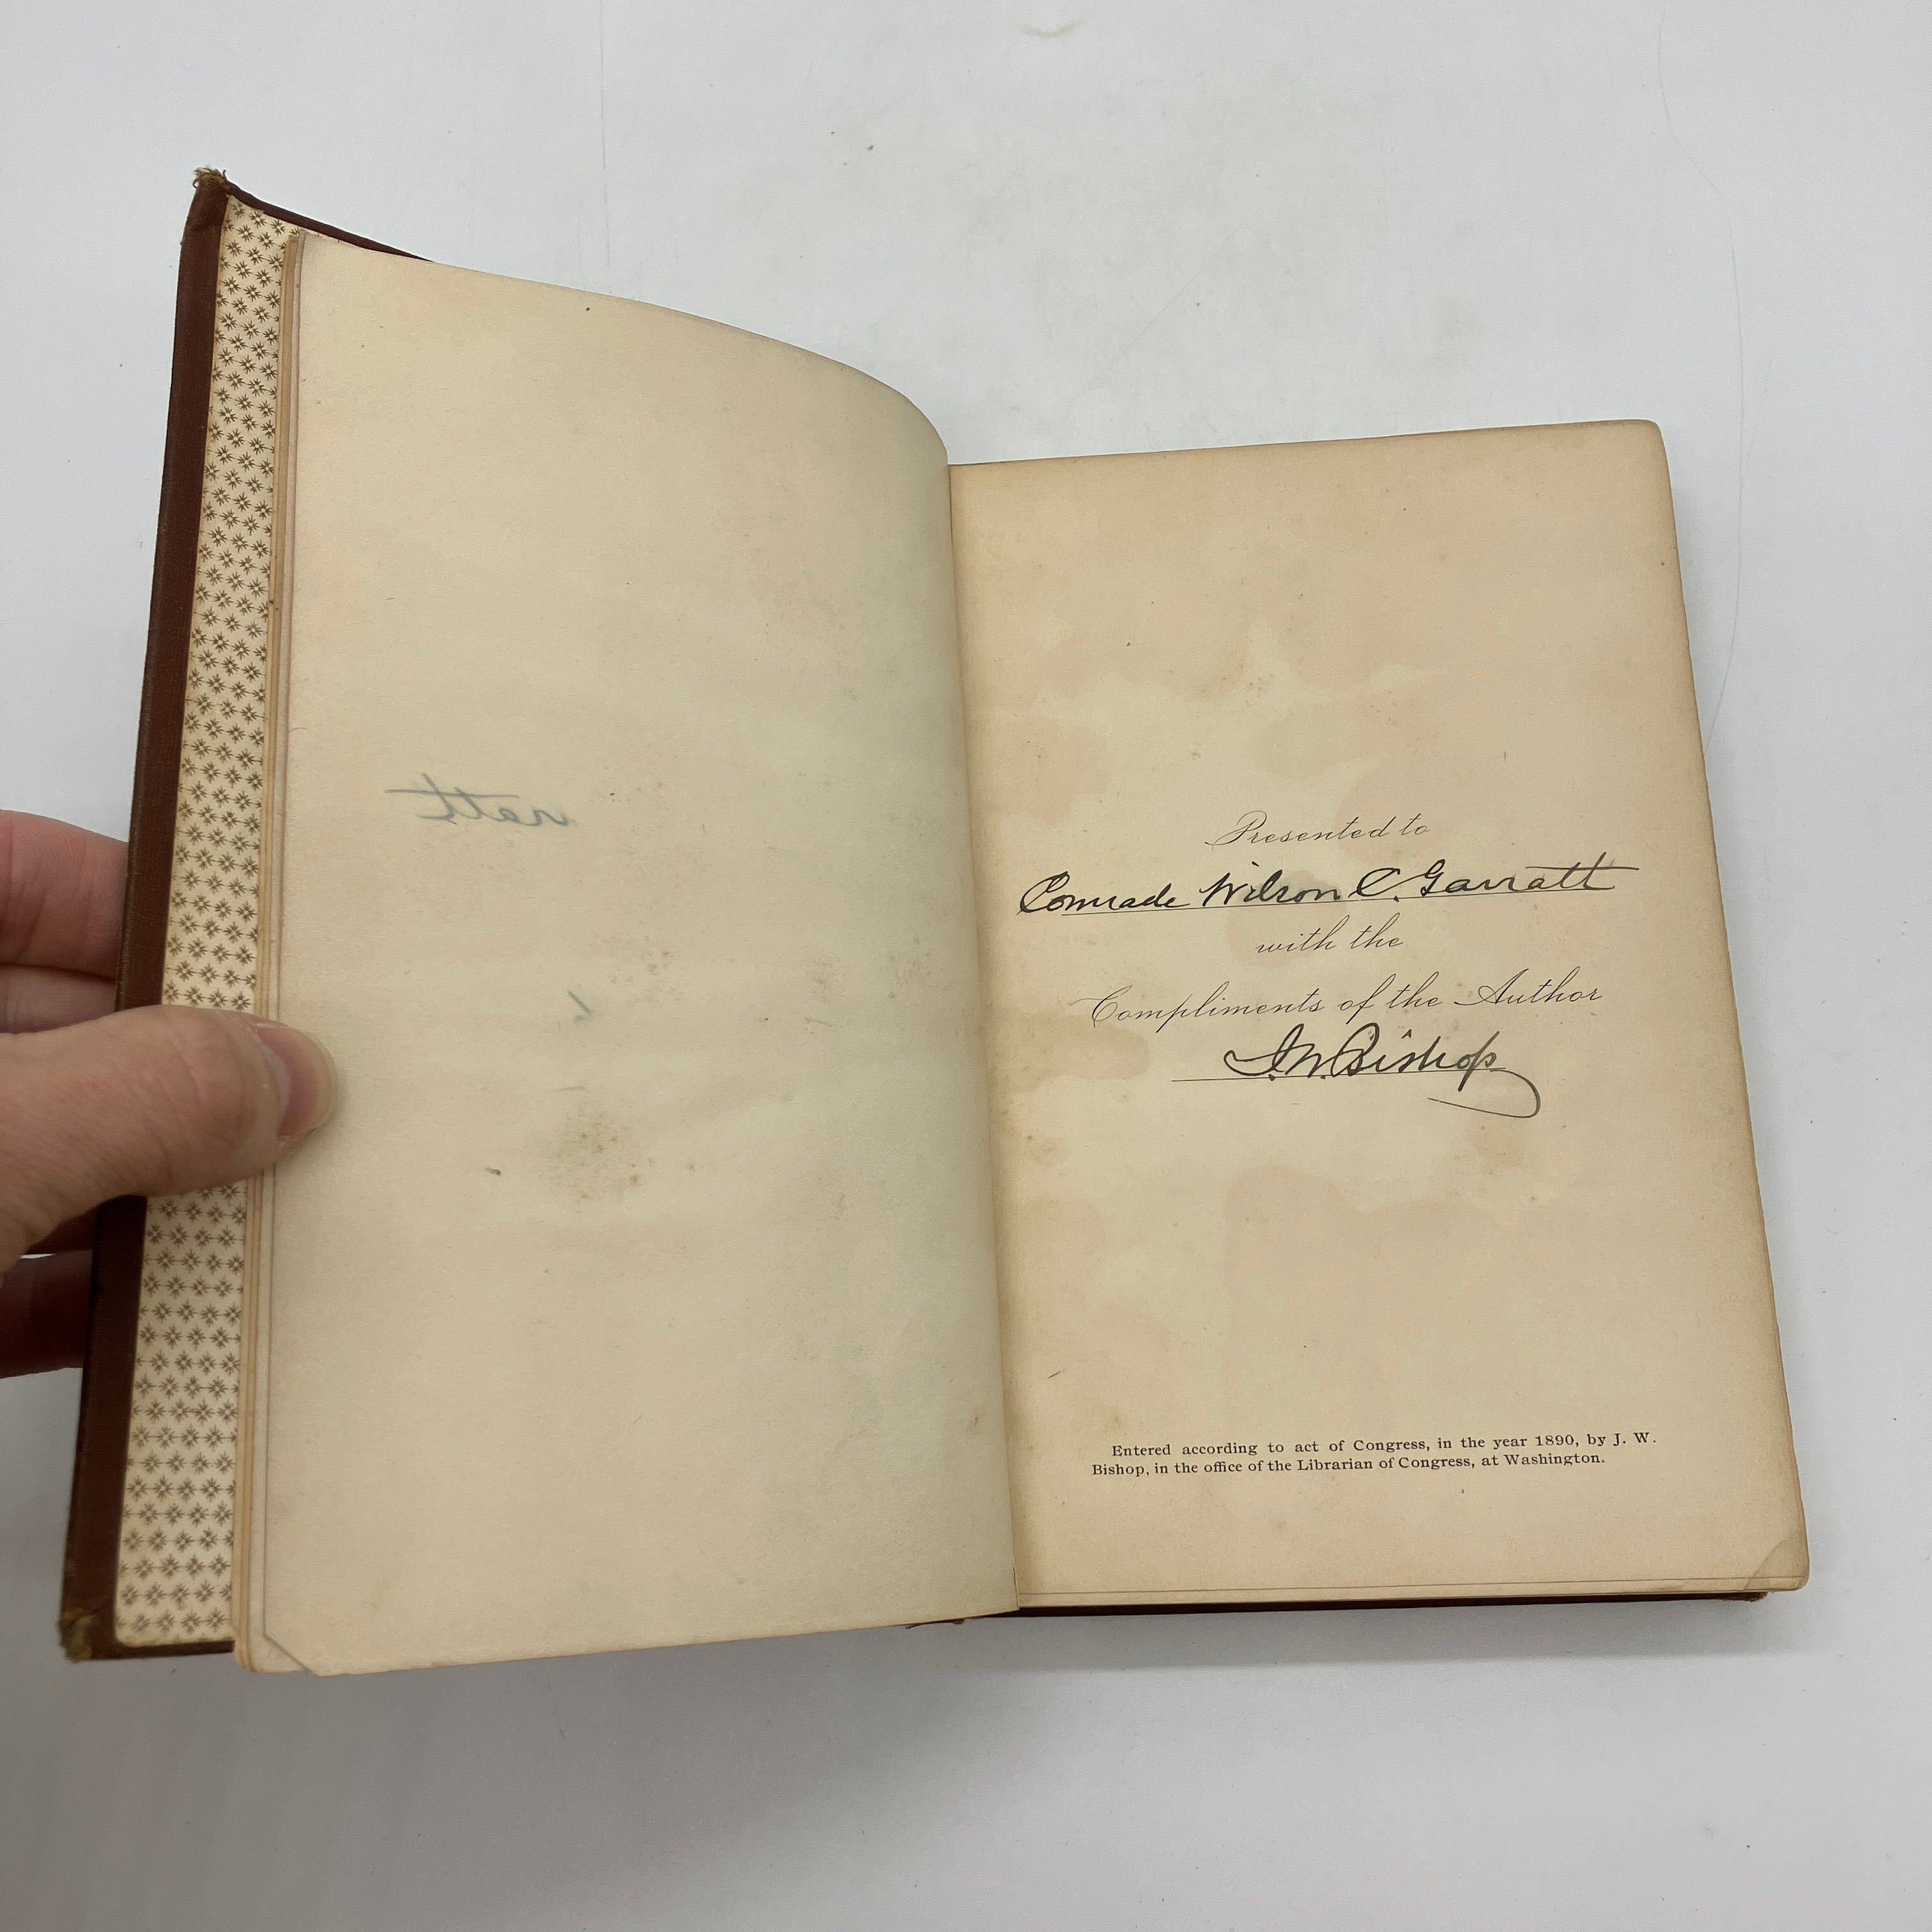 Presented to
Comrade Wilson C. Garratt
with the
Compliments of the Author
J.W. Bishop
Entered according to act of Congress, in the year 1890, by J. W.
Bishop, in the office of the Librarian of Congress, at Washington.